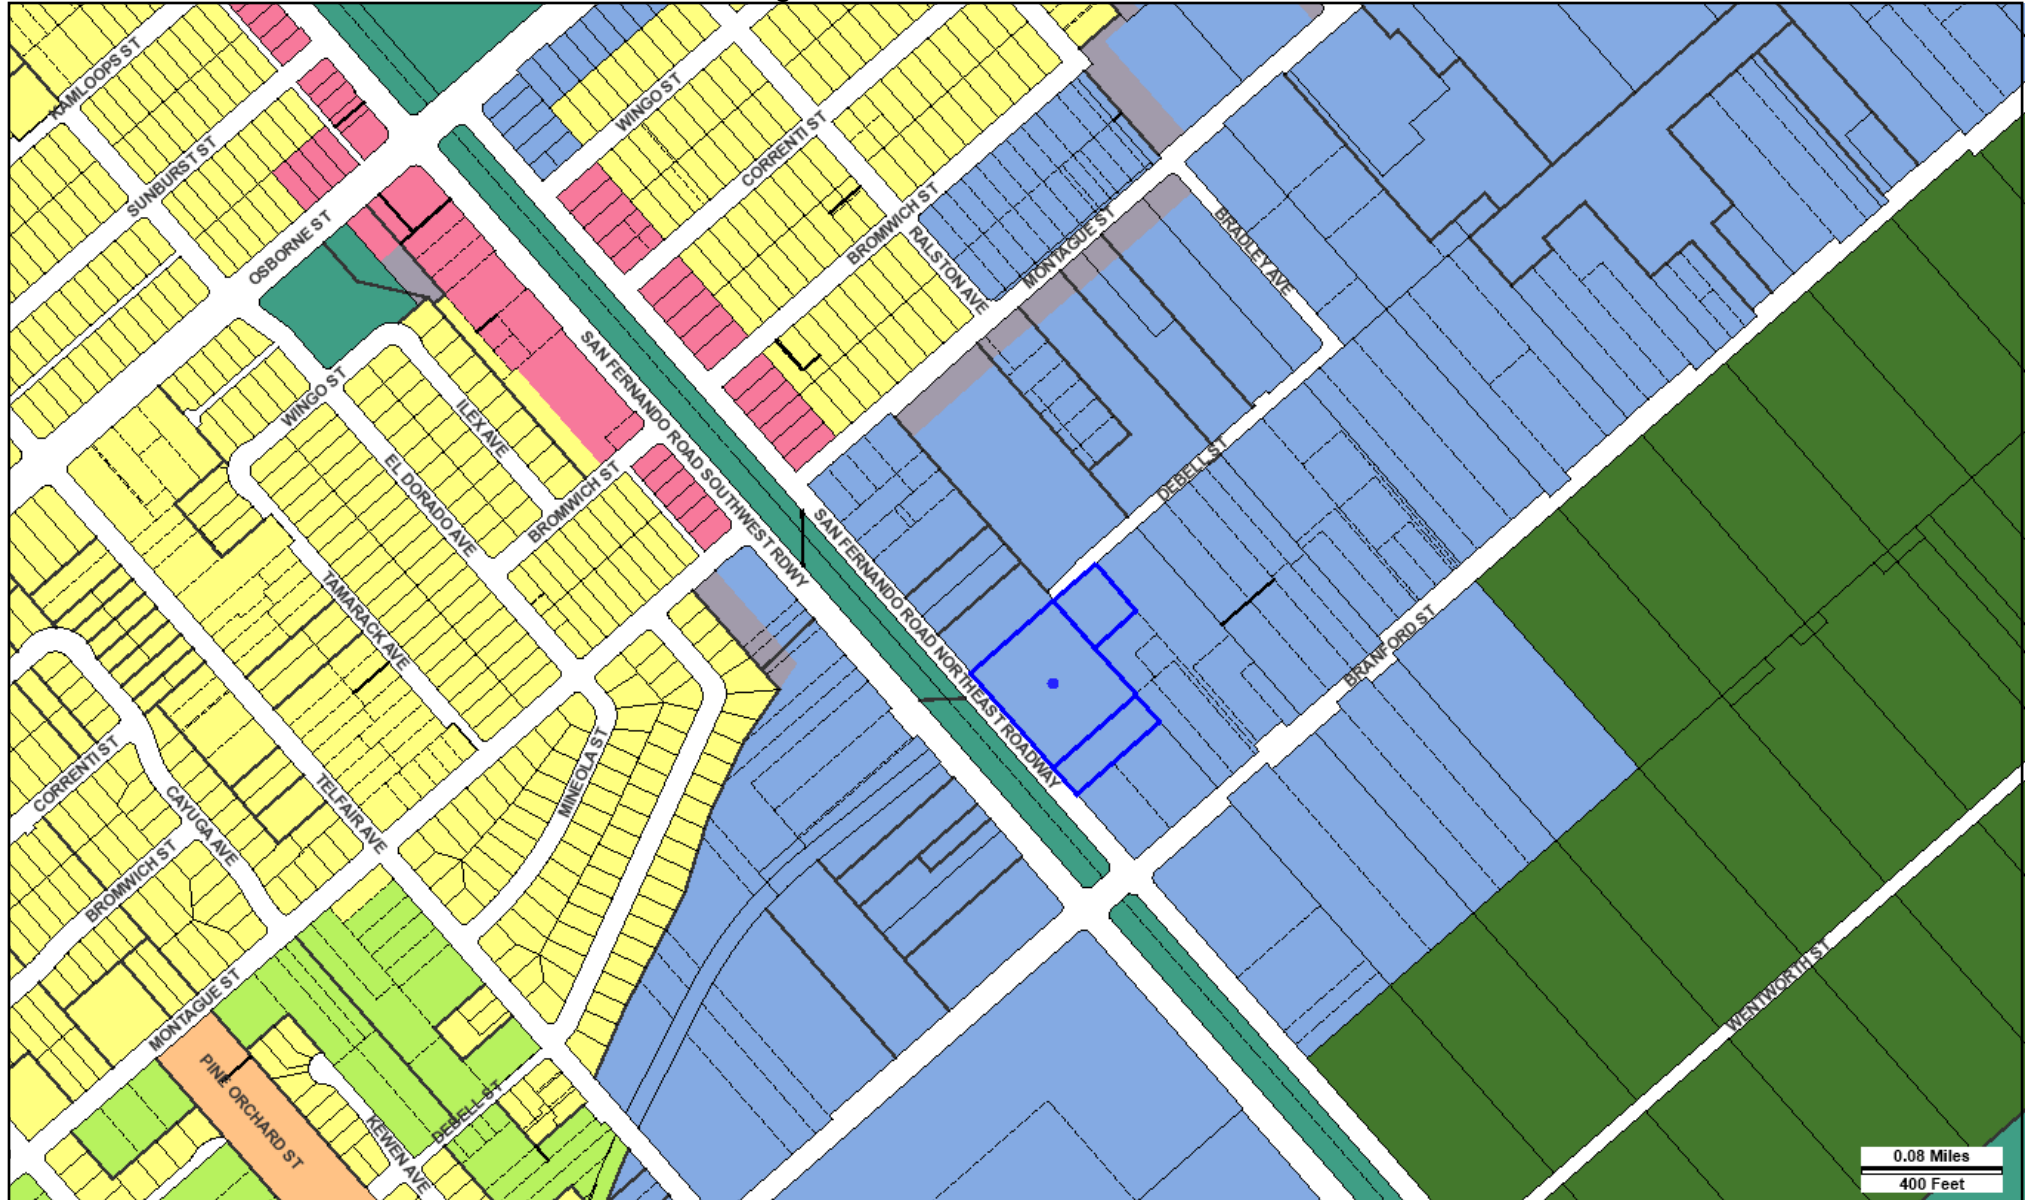 KAMLOOPS ST
SUNBURST ST
OSBORNE ST
WINGO ST
CORRENTI ST
BROMWICH ST
RALSTON AVE
MONTAGUE ST
BRADLEY AVE
WINGO ST
ILEX AVE
EL DORADO AVE
BROMWICH ST
SAN FERNANDO ROAD SOUTHWEST RDWY
SAN FERNANDO ROAD NORTHEAST ROADWAY
DEBELL ST
TAMARACK AVE
BRANFORD ST
MINEOLA ST
CORRENTI ST
CAYUGA AVE
TELFAIR AVE
BROMWICH ST
MONTAGUE ST
WENTWORTH ST
PINE ORCHARD ST
KEWEN AVE
DEBELL ST
0.08 Miles
400 Feet